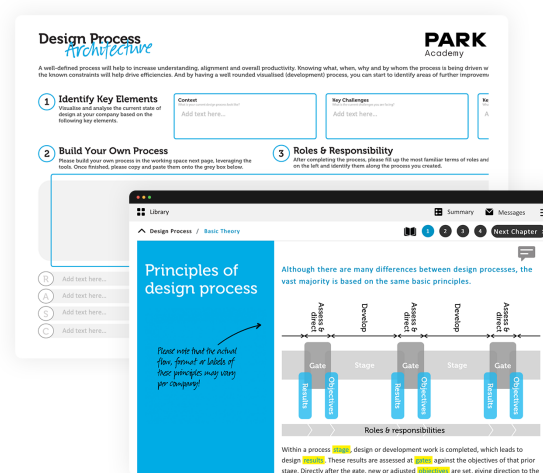 Design Process
Architecture
PARK
Academy
A well-defined process will help to increase understanding, alignment and overall productivity. Knowing what, when, why and by whom the process is being driven w
the known constraints will help drive efficiencies. And by having a well rounded visualised (development) process, you can start to identify areas of further improveme
1 Identify Key Elements
Visualise and analyse the current state of
design at your company based on the
following key elements.
Context
Add text here...
Key Challenges
Add text here...
Ke
A
2 Build Your Own Process
Please build your own process in the working
space next page, leveraging the
tools. Once finished, please copy and paste
them onto the grey box below.
3 Roles & Responsibility
After completing the process, please fill up the most familiar terms of roles and
on the left and identify them along the process you created.
R Add text here...
A Add text here...
S Add text here...
C Add text here...
Library
Summary
Messages
Design Process / Basic Theory
1 2 3 4 Next Chapter
Principles of
design process
Please note that the actual
flow, format or labels of
these principles may vary
per company!
Although there are many differences between design processes, the
vast majority is based on the same basic principles.
Assess & direct
Develop
Assess & direct
Develop
Assess & direct
Gate
Stage
Gate
Stage
Gate
Results
Objectives
Results
Objectives
Results
Objectives
Roles & responsibilities
Within a process stage, design or development work is completed, which leads to
design results. These results are assessed at gates against the objectives of that prior
stage. Directly after the gate, new or adjusted objectives are set, giving direction to the